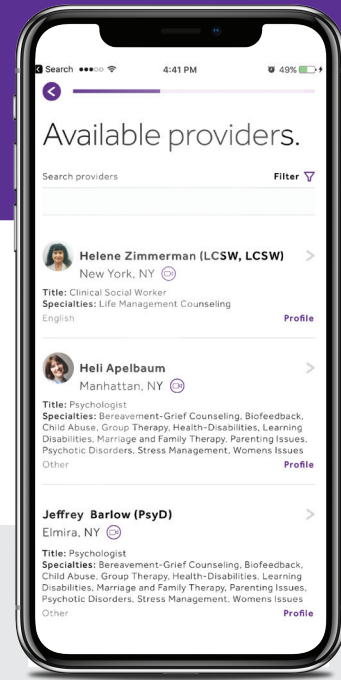 Search
4:41 PM
49%
Available providers.
Search providers
Filter
Helene Zimmerman (LCSW, LCSW)
New York, NY
Title: Clinical Social Worker
Specialties: Life Management Counseling
English
Profile
Heli Apelbaum
Manhattan, NY
Title: Psychologist
Specialties: Bereavement-Grief Counseling, Biofeedback,
Child Abuse, Group Therapy, Health-Disabilities, Learning
Disabilities, Marriage and Family Therapy, Parenting Issues,
Psychotic Disorders, Stress Management, Womens Issues
Other
Profile
Jeffrey Barlow (PsyD)
Elmira, NY
Title: Psychologist
Specialties: Bereavement-Grief Counseling, Biofeedback,
Child Abuse, Group Therapy, Health-Disabilities. Learning
Disabilities, Marriage and Family Therapy, Parenting Issues,
Psychotic Disorders, Stress Management, Womens Issues
Other
Profile